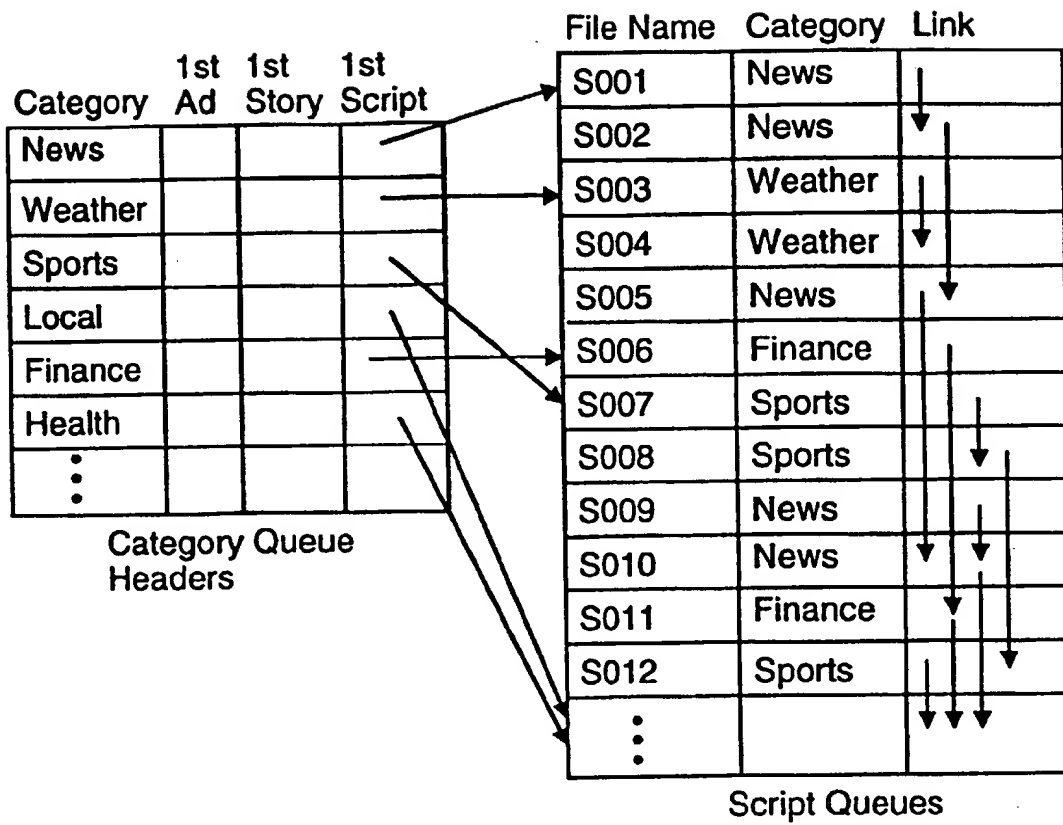 Category 1st Ad 1st Story 1st Script
News
Weather
Sports
Local
Finance
Health
Category Queue
Headers
File Name Category Link
S001 News
S002 News
S003 Weather
S004 Weather
S005 News
S006 Finance
S007 Sports
S008 Sports
S009 News
S010 News
S011 Finance
S012 Sports
Script Queues